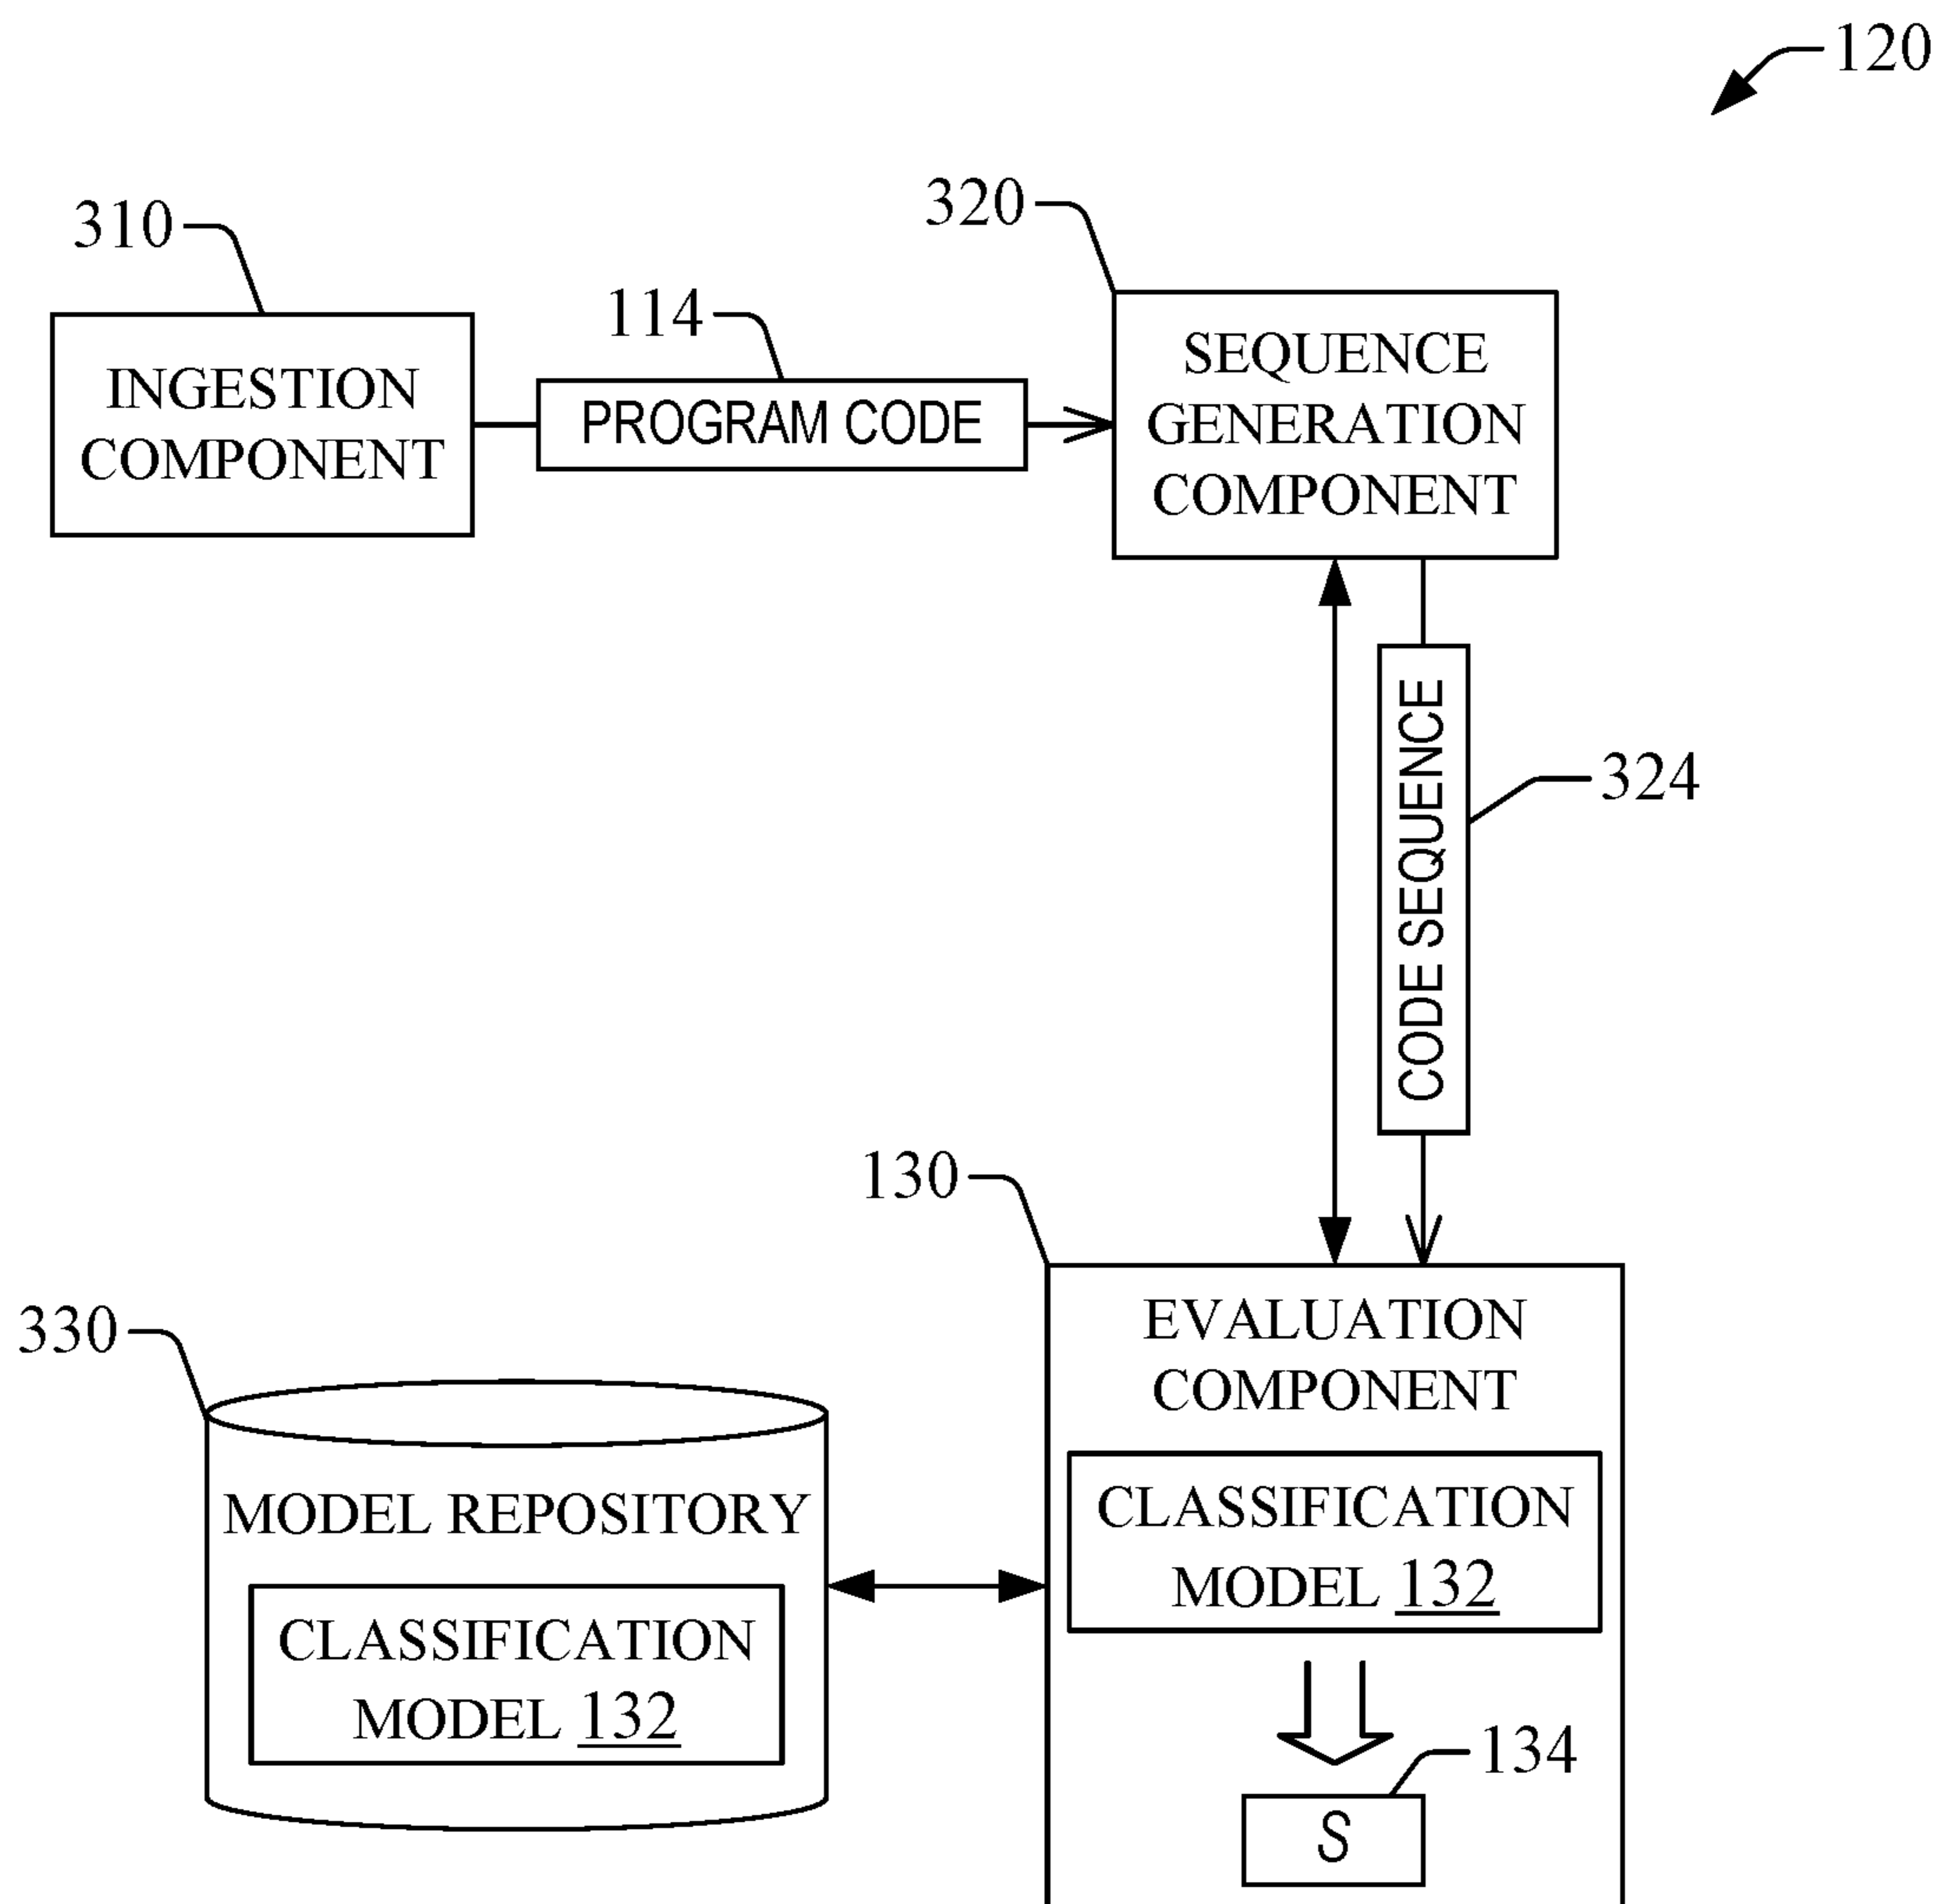 120
310
320
114
INGESTION
COMPONENT
PROGRAM CODE
SEQUENCE
GENERATION
COMPONENT
CODE SEQUENCE
324
130
330
EVALUATION
COMPONENT
CLASSIFICATION
MODEL 132
MODEL REPOSITORY
CLASSIFICATION
MODEL 132
134
S